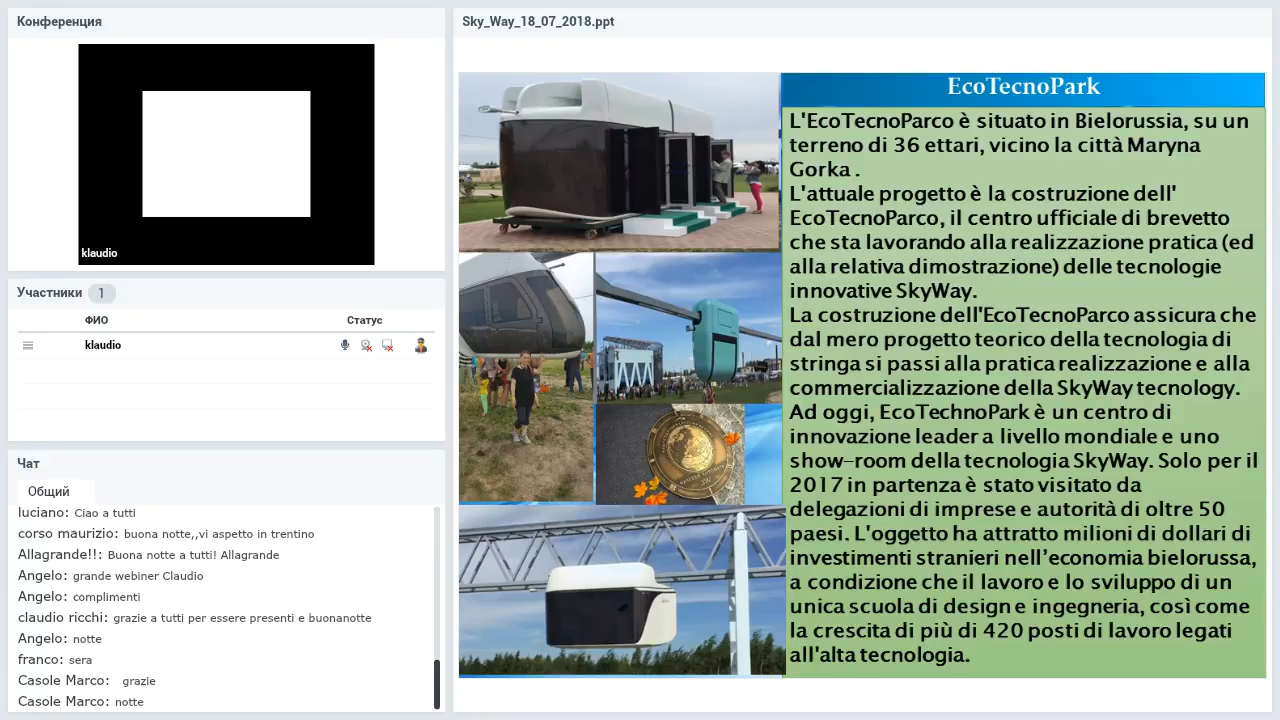 Конференция
klaudio
Участники 1
ФИО Статус
klaudio
Чат
Общий
luciano: Ciao a tutti
corso maurizio: buona notte,,vi aspetto in trentino
Allagrande!!: Buona notte a tutti! Allagrande
Angelo: grande webiner Claudio
Angelo: complimenti
claudio ricchi: grazie a tutti per essere presenti e buonanotte
Angelo: notte
franco: sera
Casole Marco: grazie
Casole Marco: notte
Sky_Way_18_07_2018.ppt
EcoTecnoPark
L'EcoTecnoParco è situato in Bielorussia, su un
terreno di 36 ettari, vicino la città Maryna
Gorka .
L'attuale progetto è la costruzione dell'
EcoTecnoParco, il centro ufficiale di brevetto
che sta lavorando alla realizzazione pratica (ed
alla relativa dimostrazione) delle tecnologie
innovative SkyWay.
La costruzione dell'EcoTecnoParco assicura che
dal mero progetto teorico della tecnologia di
stringa si passi alla pratica realizzazione e alla
commercializzazione della SkyWay tecnology.
Ad oggi, EcoTechnoPark è un centro di
innovazione leader a livello mondiale e uno
show-room della tecnologia SkyWay. Solo per il
2017 in partenza è stato visitato da
delegazioni di imprese e autorità di oltre 50
paesi. L'oggetto ha attratto milioni di dollari di
investimenti stranieri nell’economia bielorussa,
a condizione che il lavoro e lo sviluppo di un
unica scuola di design e ingegneria, così come
la crescita di più di 420 posti di lavoro legati
all'alta tecnologia.